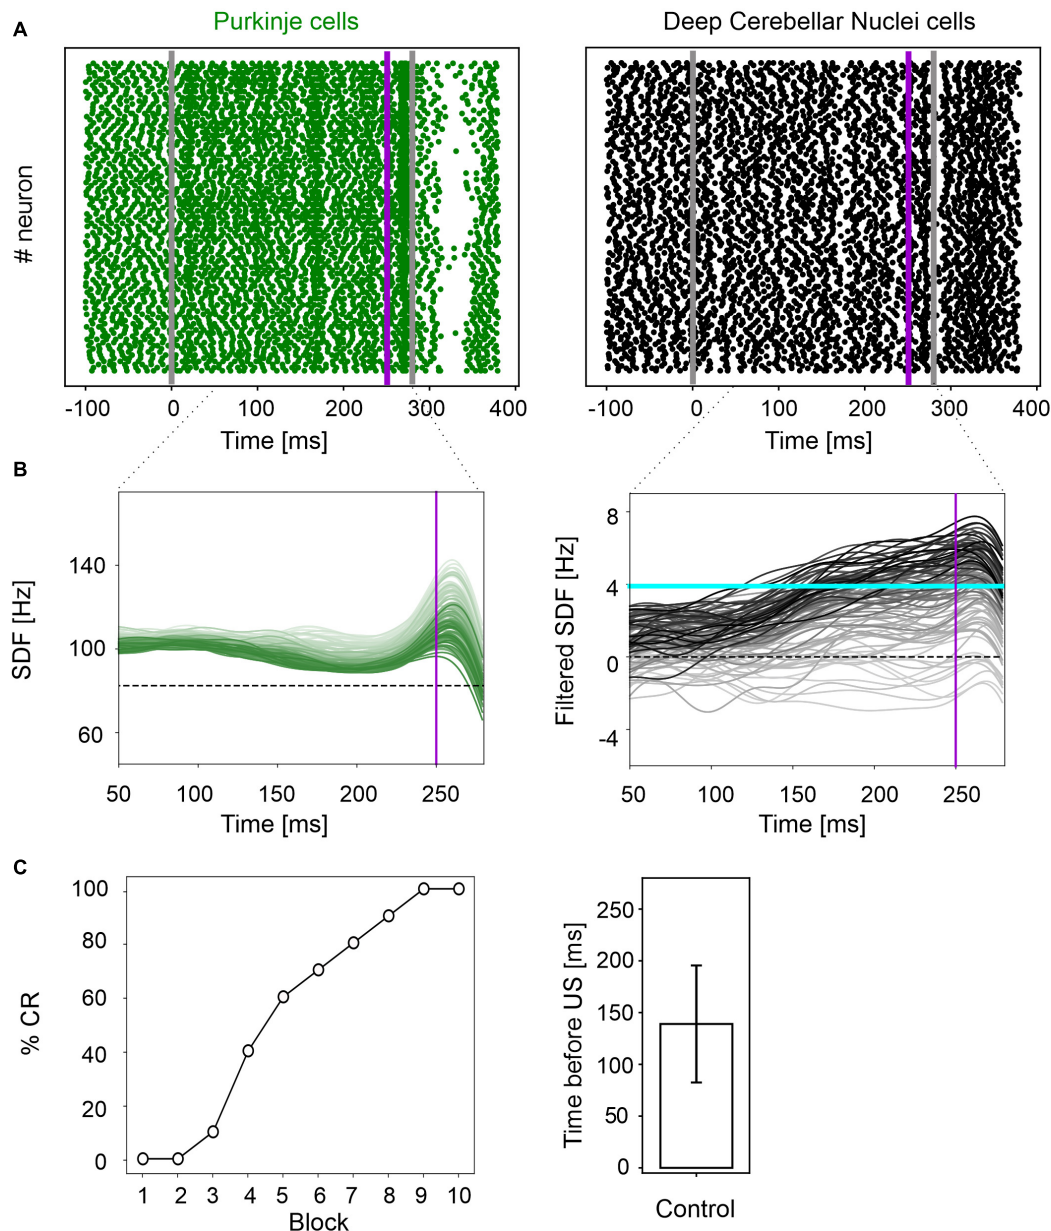 A
Purkinje cells
Deep Cerebellar Nuclei cells
# neuron
-100 0 100 200 300 400
-100 0 100 200 300 400
Time [ms]
Time [ms]
B
SDF [Hz]
140
100
60
Filtered SDF [Hz]
8
4
0
-4
50 100 150 200 250
50 100 150 200 250
Time [ms]
Time [ms]
C
% CR
100
80
60
40
20
0
1 2 3 4 5 6 7 8 9 10
Block
Time before US [ms]
250
200
150
100
50
0
Control